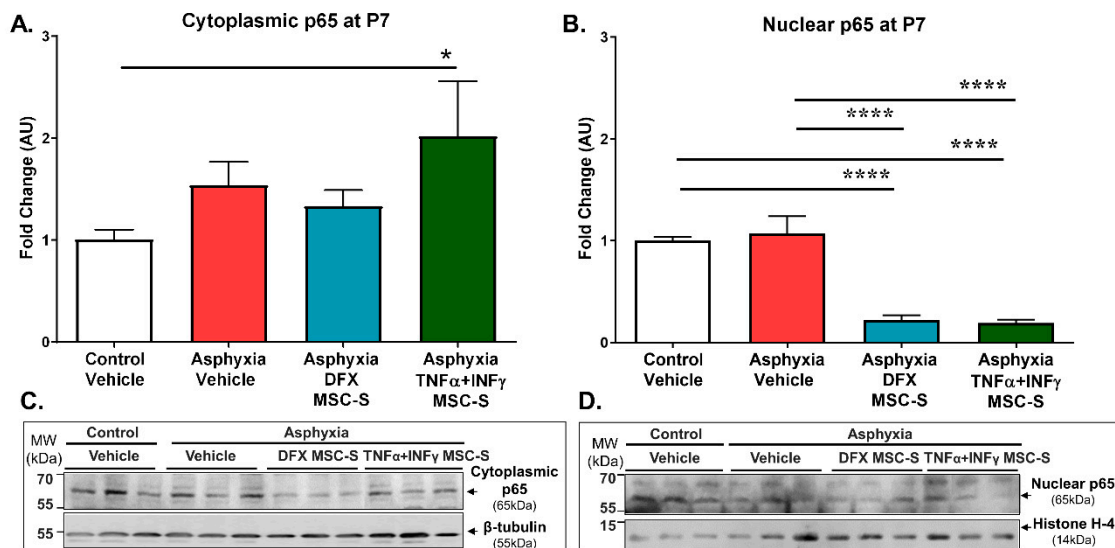 A.
Cytoplasmic p65 at P7
Fold Change (AU)
3
2
1
0
*
Control
Vehicle
Asphyxia
Vehicle
Asphyxia
DFX
MSC-S
Asphyxia
TNFα+INFγ
MSC-S
B.
Nuclear p65 at P7
Fold Change (AU)
3
2
1
0
****
****
****
****
Control
Vehicle
Asphyxia
Vehicle
Asphyxia
DFX
MSC-S
Asphyxia
TNFα+INFγ
MSC-S
C.
MW
(kDa)
Control
Asphyxia
Vehicle
Vehicle
DFX MSC-S
TNFα+INFγ MSC-S
70
55
Cytoplasmic
p65
(65kDa)
55
β-tubulin
(55kDa)
D.
MW
(kDa)
Control
Asphyxia
Vehicle
Vehicle
DFX MSC-S
TNFα+INFγ MSC-S
70
55
Nuclear p65
(65kDa)
15
Histone H-4
(14kDa)